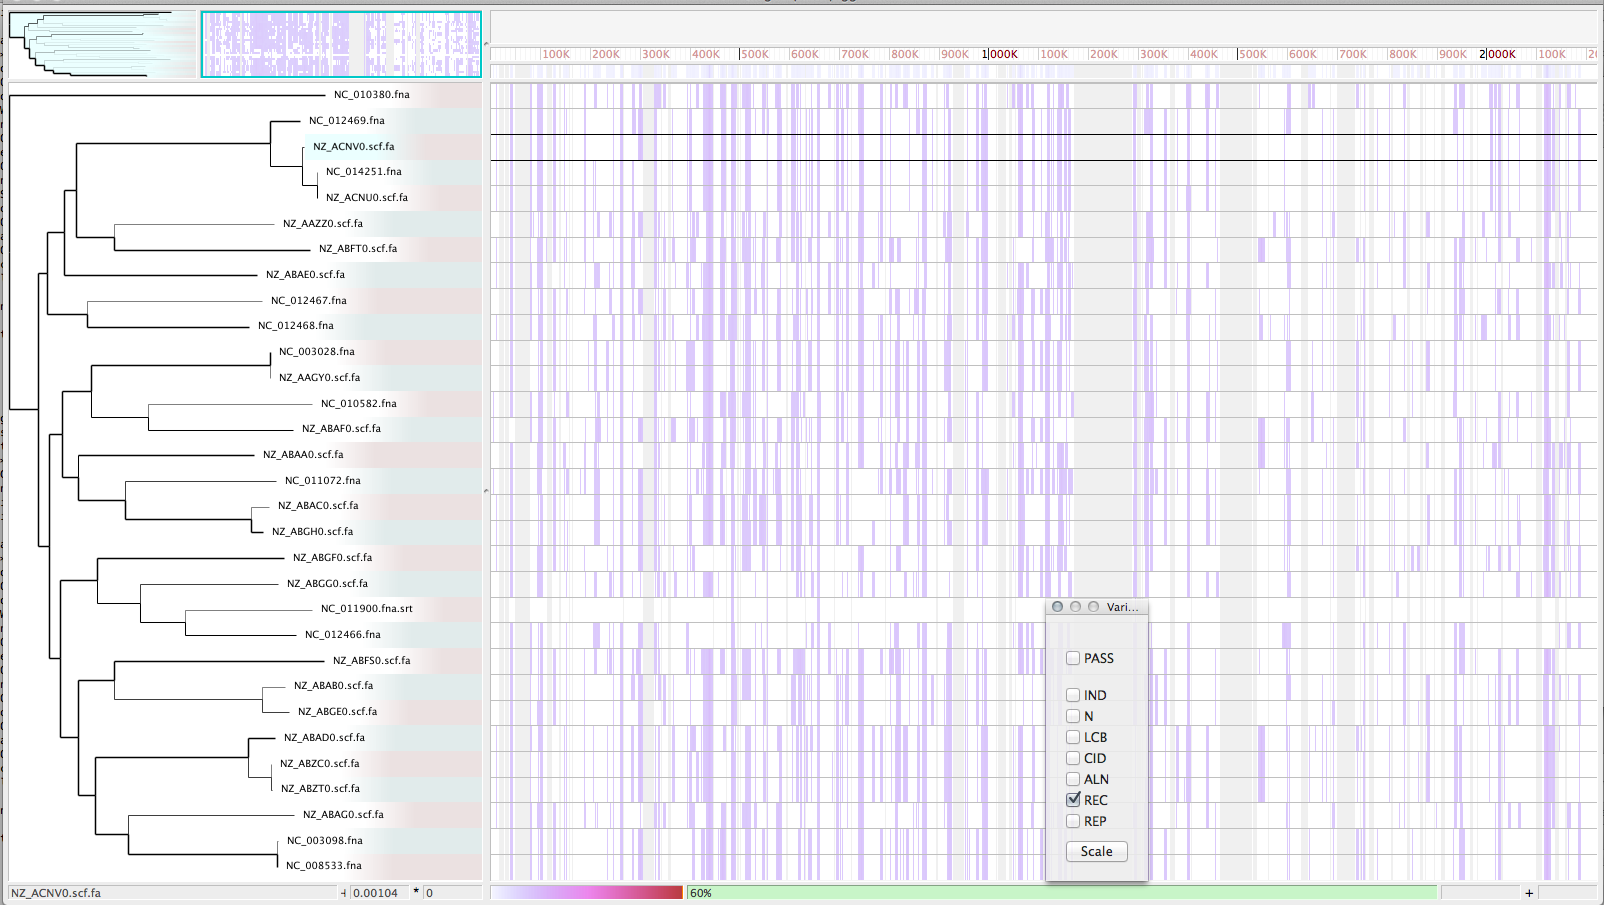 100K 200K 300K 400K 500K 600K 700K 800K 900K 1000K 100K 200K 300K 400K 500K 600K 700K 800K 900K 2000K 100K
NC_010380.fna
NC_012469.fna
NZ_ACNV0.scf.fa
NC_014251.fna
NZ_ACNU0.scf.fa
NZ_AAZZ0.scf.fa
NZ_ABFT0.scf.fa
NZ_ABAE0.scf.fa
NC_012467.fna
NC_012468.fna
NC_003028.fna
NZ_AAGY0.scf.fa
NC_010582.fna
NZ_ABAF0.scf.fa
NZ_ABAA0.scf.fa
NC_011072.fna
NZ_ABAC0.scf.fa
NZ_ABGH0.scf.fa
NZ_ABGF0.scf.fa
NZ_ABGG0.scf.fa
NC_011900.fna.srt
NC_012466.fna
NZ_ABFS0.scf.fa
NZ_ABAB0.scf.fa
NZ_ABGE0.scf.fa
NZ_ABAD0.scf.fa
NZ_ABZC0.scf.fa
NZ_ABZT0.scf.fa
NZ_ABAG0.scf.fa
NC_003098.fna
NC_008533.fna
Vari...
PASS
IND
N
LCB
CID
ALN
REC
REP
Scale
NZ_ACNV0.scf.fa 0.00104 * 0 60% +